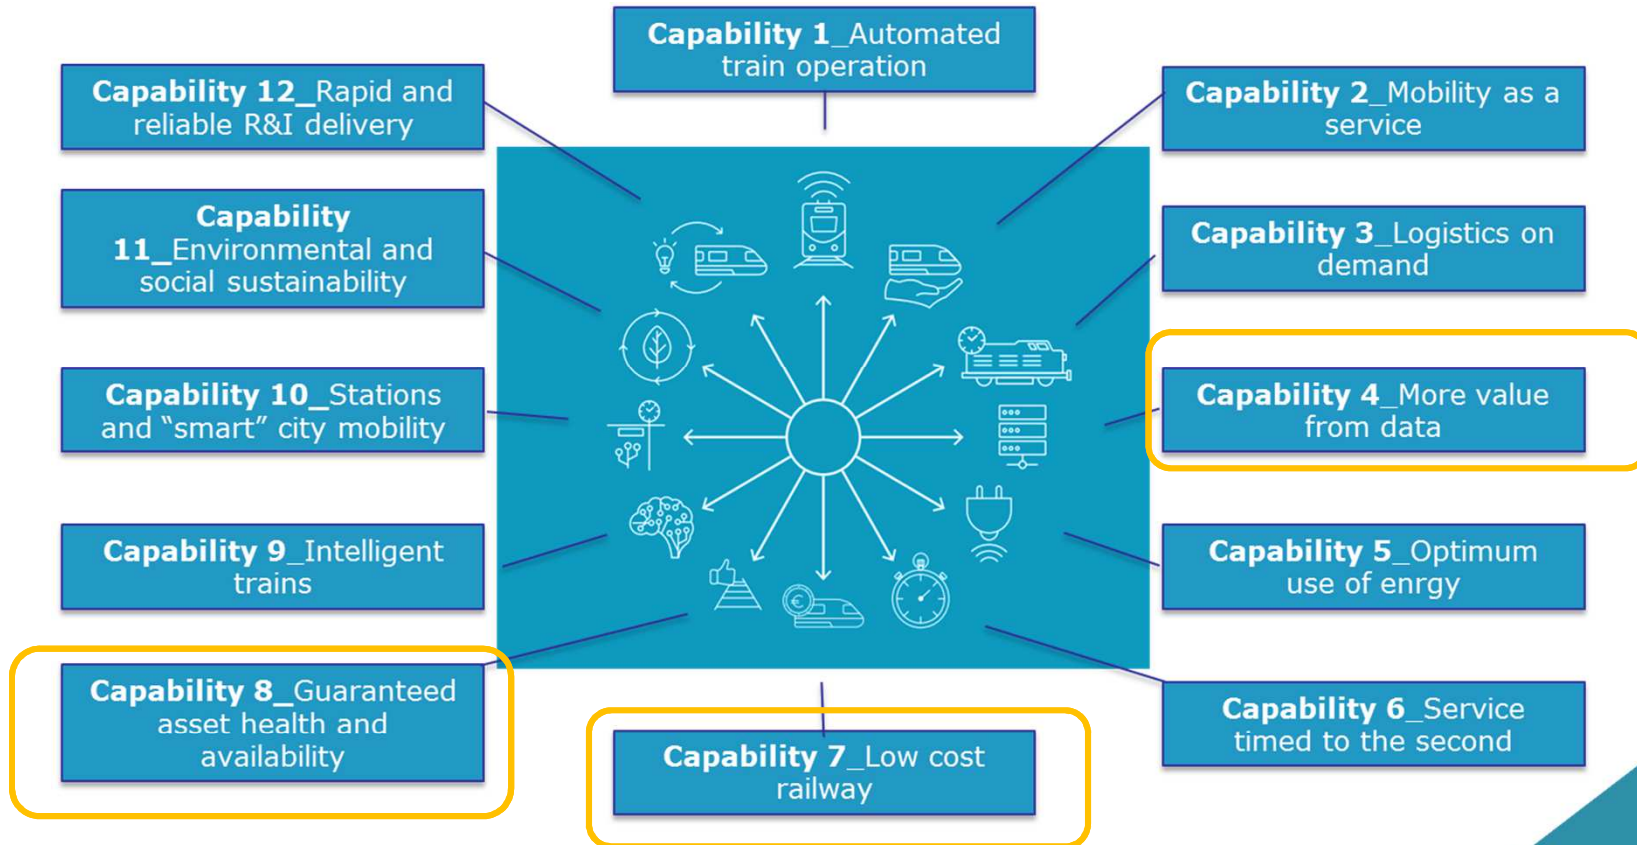 Capability 1_Automated
train operation
Capability 2_Mobility as a
service
Capability 3_Logistics on
demand
Capability 4_More value
from data
Capability 5_Optimum
use of enrgy
Capability 6_Service
timed to the second
Capability 7_Low cost
railway
Capability 8_Guaranteed
asset health and
availability
Capability 9_Intelligent
trains
Capability 10_Stations
and “smart” city mobility
Capability
11_Environmental and
social sustainability
Capability 12_Rapid and
reliable R&I delivery
€